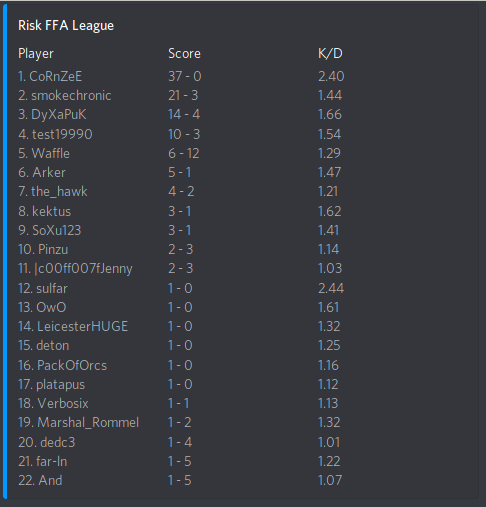 Risk FFA League
Player Score K/D
1. CoRnZeE 37 - 0 2.40
2. smokechronic 21 - 3 1.44
3. DyXaPuK 14 - 4 1.66
4. test19990 10 - 3 1.54
5. Waffle 6 - 12 1.29
6. Arker 5 - 1 1.47
7. the_hawk 4 - 2 1.21
8. kektus 3 - 1 1.62
9. SoXu123 3 - 1 1.41
10. Pinzu 2 - 3 1.14
11. |c00ff007fJenny 2 - 3 1.03
12. sulfar 1 - 0 2.44
13. OwO 1 - 0 1.61
14. LeicesterHUGE 1 - 0 1.32
15. deton 1 - 0 1.25
16. PackOfOrcs 1 - 0 1.16
17. platapus 1 - 0 1.12
18. Verbosix 1 - 1 1.13
19. Marshal_Rommel 1 - 2 1.32
20. dedc3 1 - 4 1.01
21. far-ln 1 - 5 1.22
22. And 1 - 5 1.07